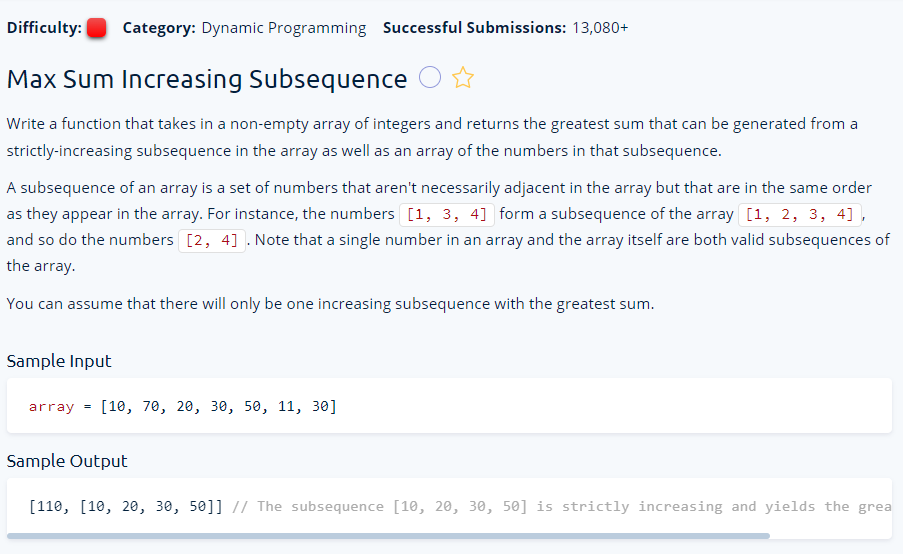 Difficulty: Category: Dynamic Programming Successful Submissions: 13,080+
Max Sum Increasing Subsequence
Write a function that takes in a non-empty array of integers and returns the greatest sum that can be generated from a
strictly-increasing subsequence in the array as well as an array of the numbers in that subsequence.
A subsequence of an array is a set of numbers that aren't necessarily adjacent in the array but that are in the same order
as they appear in the array. For instance, the numbers [1, 3, 4] form a subsequence of the array [1, 2, 3, 4] ,
and so do the numbers [2, 4] . Note that a single number in an array and the array itself are both valid subsequences of
the array.
You can assume that there will only be one increasing subsequence with the greatest sum.
Sample Input
array = [10, 70, 20, 30, 50, 11, 30]
Sample Output
[110, [10, 20, 30, 50]] // The subsequence [10, 20, 30, 50] is strictly increasing and yields the grea